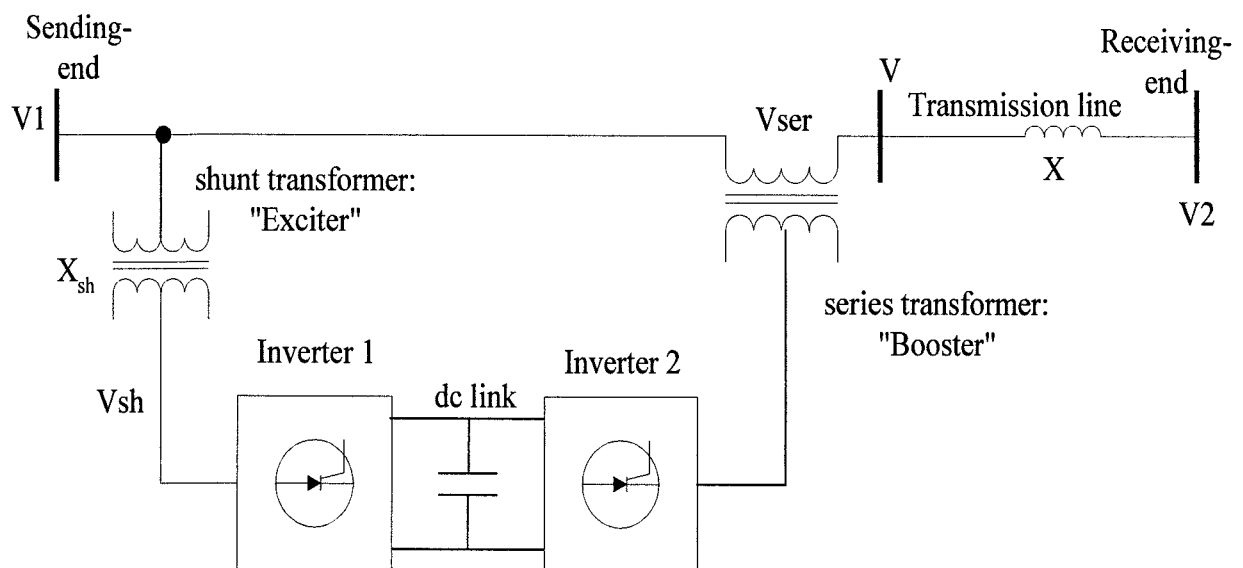 Sending-
end
V1
V
Receiving-
end
Transmission line
Vser
X
V2
shunt transformer:
"Exciter"
Xsh
series transformer:
"Booster"
Inverter 1
Inverter 2
dc link
Vsh